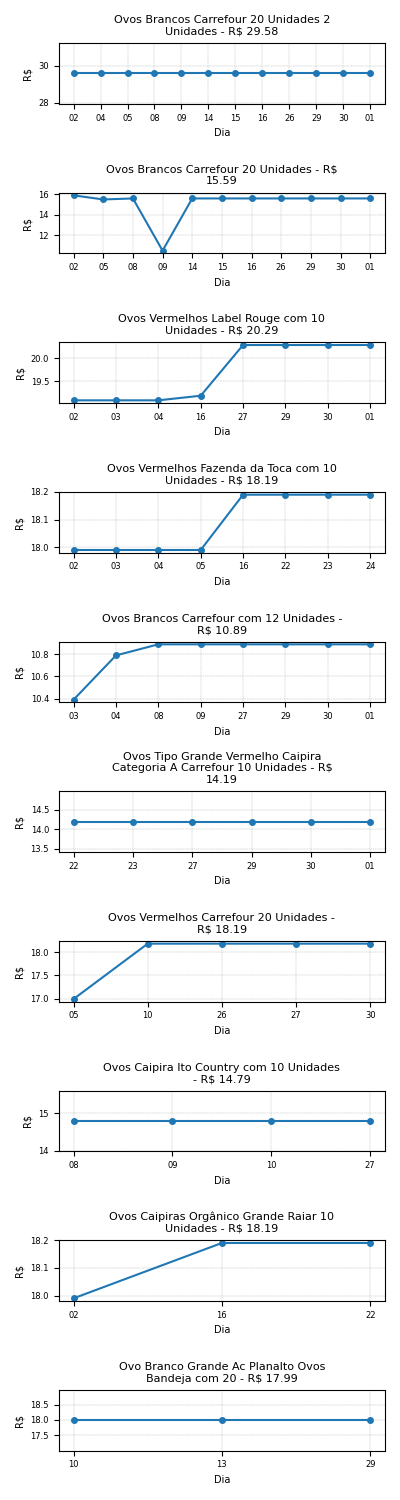 Ovos Brancos Carrefour 20 Unidades 2
Unidades - R$ 29.58
R$
30
28
02 04 05 08 09 14 15 16 26 29 30 01
Dia
Ovos Brancos Carrefour 20 Unidades - R$
15.59
R$
16
14
12
02 05 08 09 14 15 16 26 29 30 01
Dia
Ovos Vermelhos Label Rouge com 10
Unidades - R$ 20.29
R$
20.0
19.5
02 03 04 16 27 29 30 01
Dia
Ovos Vermelhos Fazenda da Toca com 10
Unidades - R$ 18.19
R$
18.2
18.1
18.0
02 03 04 05 16 22 23 24
Dia
Ovos Brancos Carrefour com 12 Unidades -
R$ 10.89
R$
10.8
10.6
10.4
03 04 08 09 27 29 30 01
Dia
Ovos Tipo Grande Vermelho Caipira
Categoria A Carrefour 10 Unidades - R$
14.19
R$
14.5
14.0
13.5
22 23 27 29 30 01
Dia
Ovos Vermelhos Carrefour 20 Unidades -
R$ 18.19
R$
18.0
17.5
17.0
05 10 26 27 30
Dia
Ovos Caipira Ito Country com 10 Unidades
- R$ 14.79
R$
15
14
08 09 10 27
Dia
Ovos Caipiras Orgânico Grande Raiar 10
Unidades - R$ 18.19
R$
18.2
18.1
18.0
02 16 22
Dia
Ovo Branco Grande Ac Planalto Ovos
Bandeja com 20 - R$ 17.99
R$
18.5
18.0
17.5
10 13 29
Dia